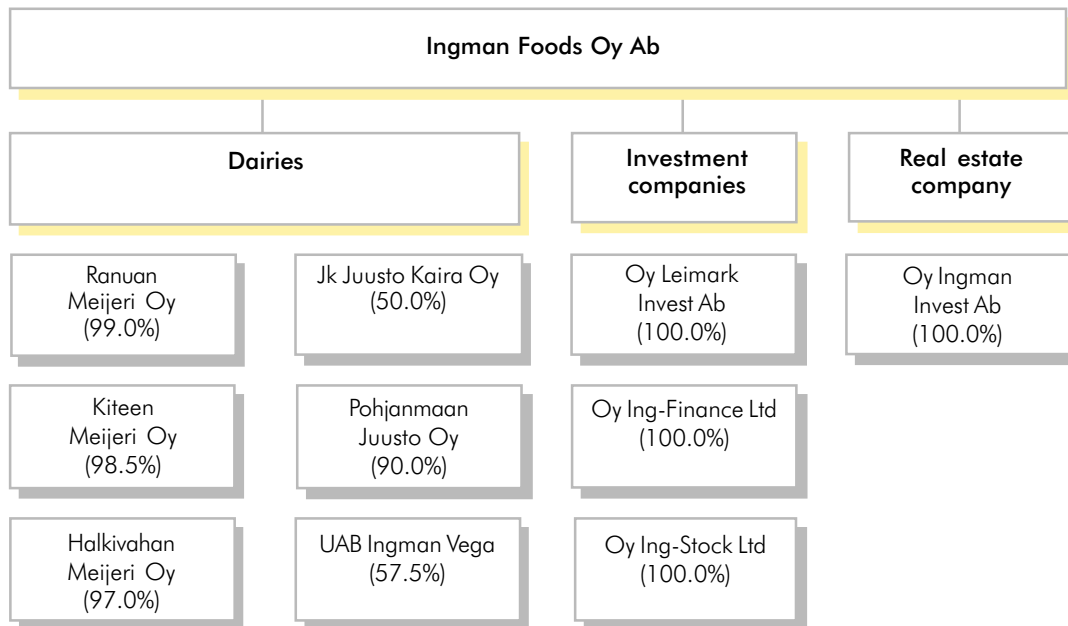 Ingman Foods Oy Ab
Dairies
Investment
companies
Real estate
company
Ranuan
Meijeri Oy
(99.0%)
Jk Juusto Kaira Oy
(50.0%)
Oy Leimark
Invest Ab
(100.0%)
Oy Ingman
Invest Ab
(100.0%)
Kiteen
Meijeri Oy
(98.5%)
Pohjanmaan
Juusto Oy
(90.0%)
Oy Ing-Finance Ltd
(100.0%)
Halkivahan
Meijeri Oy
(97.0%)
UAB Ingman Vega
(57.5%)
Oy Ing-Stock Ltd
(100.0%)